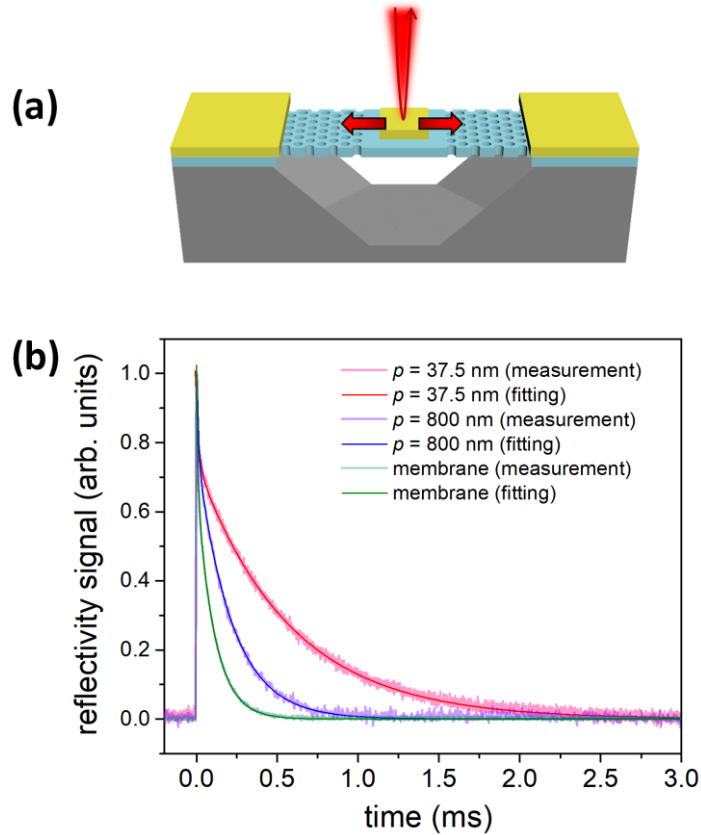 (a)
(b)
reflectivity signal (arb. units)
1.0
0.8
0.6
0.4
0.2
0.0
p = 37.5 nm (measurement)
p = 37.5 nm (fitting)
p = 800 nm (measurement)
p = 800 nm (fitting)
membrane (measurement)
membrane (fitting)
0.0 0.5 1.0 1.5 2.0 2.5 3.0
time (ms)